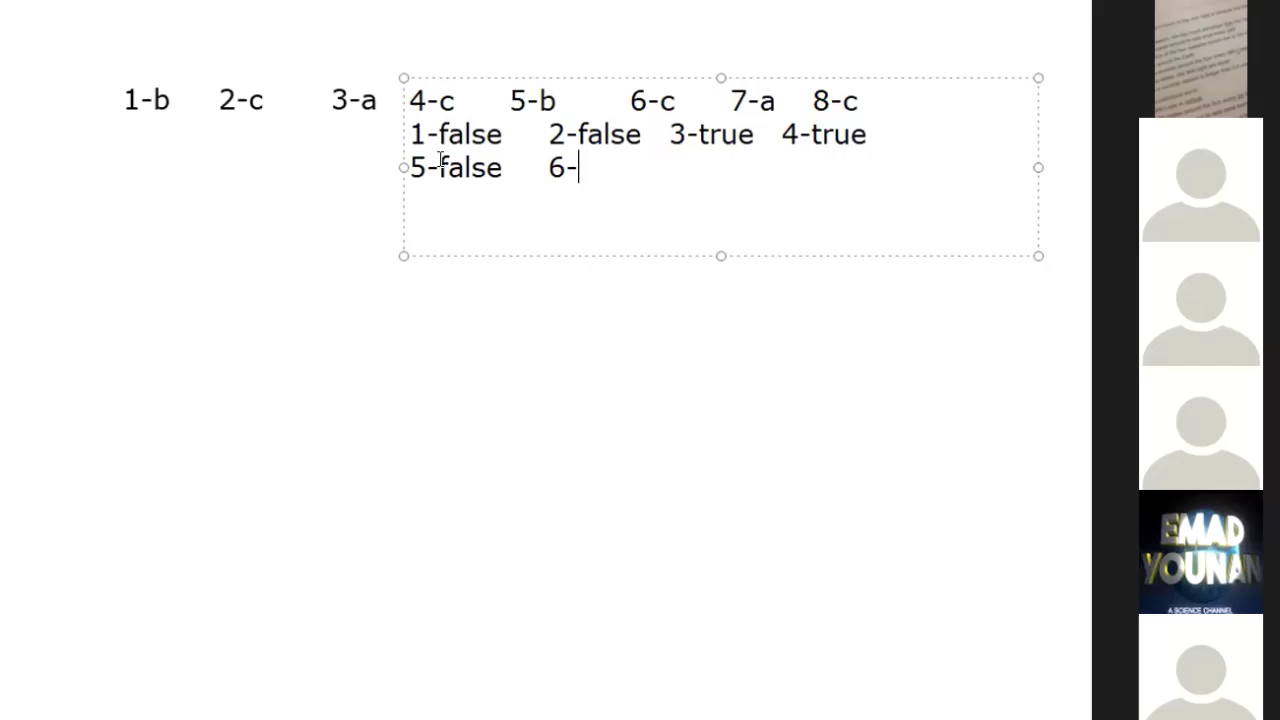 1-b 2-c 3-a 4-c 5-b 6-c 7-a 8-c
1-false 2-false 3-true 4-true
5-false 6-
EMAD
YOUNAN
A SCIENCE CHANNEL